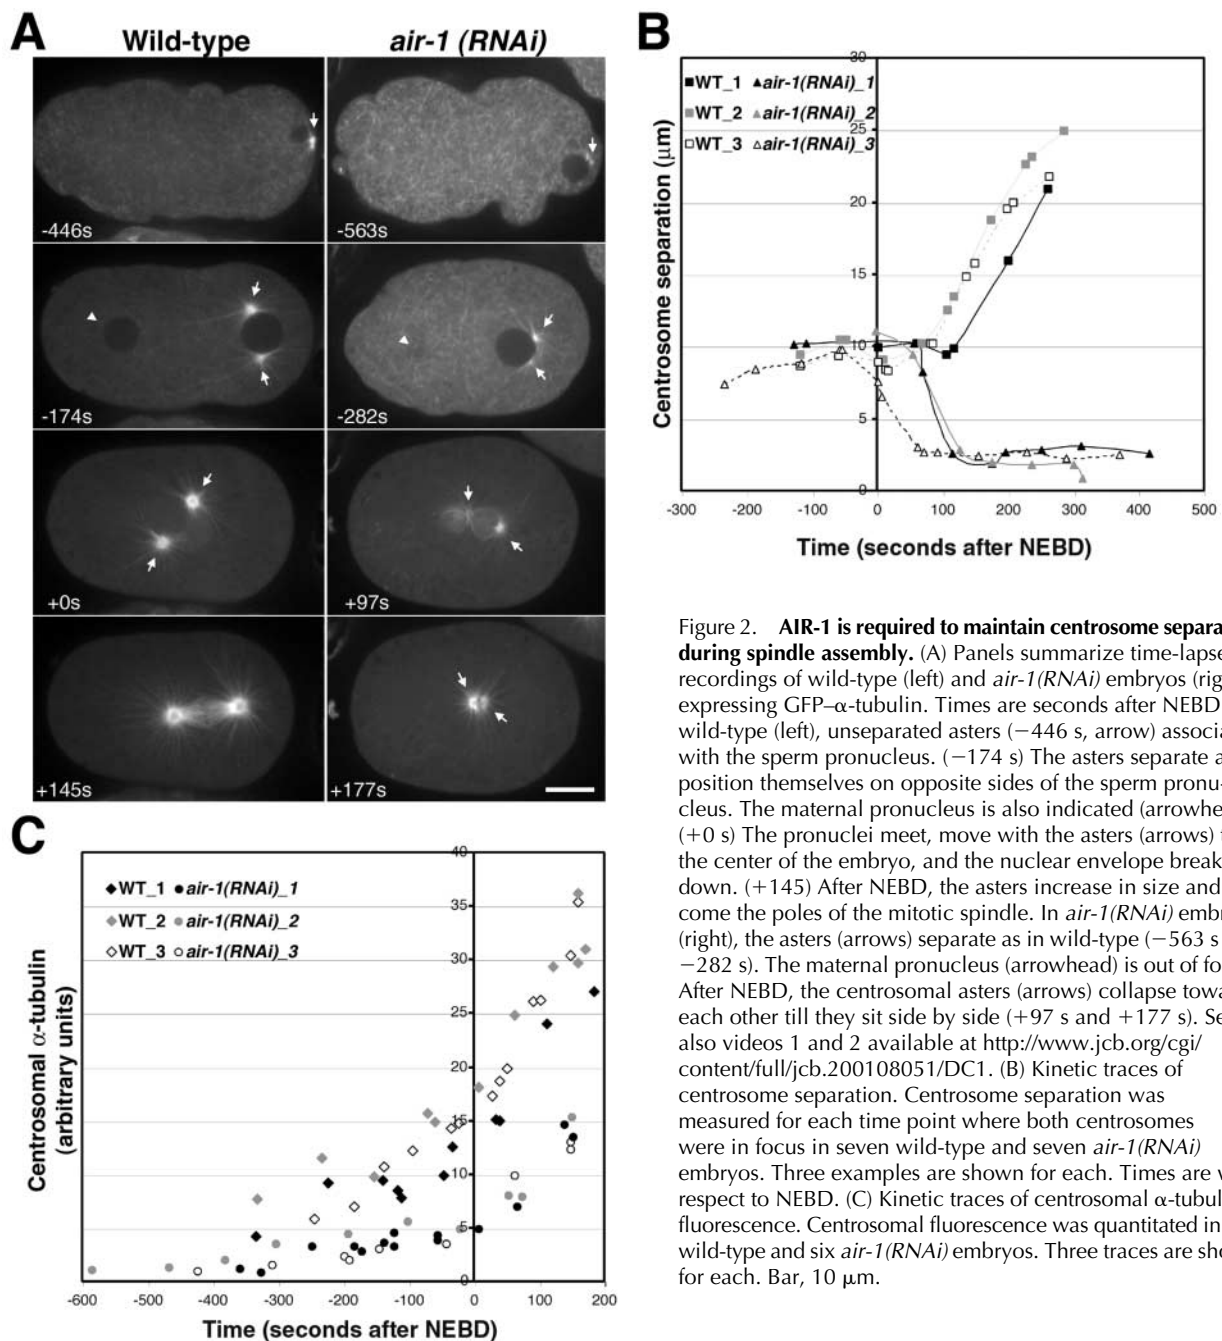 A
Wild-type
air-1 (RNAi)
-446s
-563s
-174s
-282s
+0s
+97s
+145s
+177s
B
30
25
20
15
10
5
0
WT_1 air-1(RNAi)_1
WT_2 air-1(RNAi)_2
WT_3 air-1(RNAi)_3
Centrosome separation (μm)
-300 -200 -100 0 100 200 300 400 500
Time (seconds after NEBD)
C
40
35
30
25
20
15
10
5
0
WT_1 air-1(RNAi)_1
WT_2 air-1(RNAi)_2
WT_3 air-1(RNAi)_3
Centrosomal α-tubulin
(arbitrary units)
-600 -500 -400 -300 -200 -100 0 100 200
Time (seconds after NEBD)
Figure 2. AIR-1 is required to maintain centrosome
during spindle assembly. (A) Panels summarize time-lapse
recordings of wild-type (left) and air-1(RNAi) embryos
expressing GFP–α-tubulin. Times are seconds after NEBD
wild-type (left), unseparated asters (−446 s, arrow)
with the sperm pronucleus. (−174 s) The asters separate
position themselves on opposite sides of the sperm pronu-
cleus. The maternal pronucleus is also indicated
(+0 s) The pronuclei meet, move with the asters (arrows)
the center of the embryo, and the nuclear envelope
down. (+145) After NEBD, the asters increase in size and
come the poles of the mitotic spindle. In air-1(RNAi)
(right), the asters (arrows) separate as in wild-type (−563 s
−282 s). The maternal pronucleus (arrowhead) is out of
After NEBD, the centrosomal asters (arrows) collapse
each other till they sit side by side (+97 s and +177 s).
also videos 1 and 2 available at http://www.jcb.org/cgi/
content/full/jcb.200108051/DC1. (B) Kinetic traces of
centrosome separation. Centrosome separation was
measured for each time point where both centrosomes
were in focus in seven wild-type and seven air-1(RNAi)
embryos. Three examples are shown for each. Times are
respect to NEBD. (C) Kinetic traces of centrosomal
fluorescence. Centrosomal fluorescence was quantitated in
wild-type and six air-1(RNAi) embryos. Three traces are
for each. Bar, 10 μm.